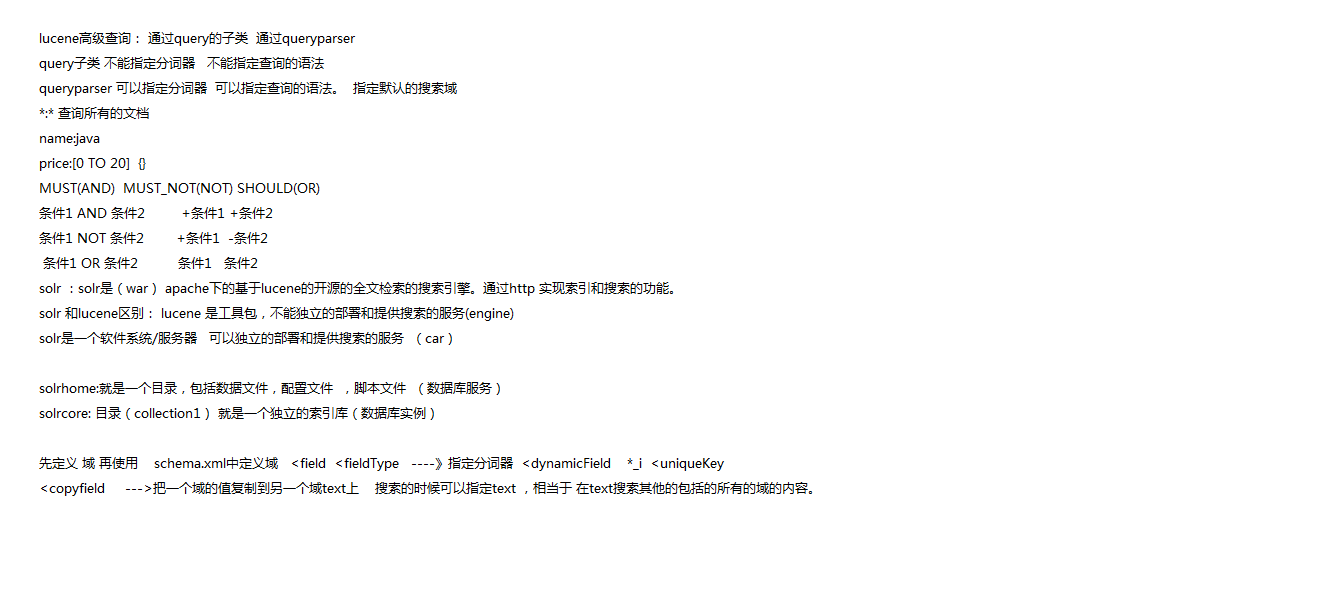 lucene高级查询： 通过query的子类  通过queryparser
query子类 不能指定分词器   不能指定查询的语法
queryparser 可以指定分词器  可以指定查询的语法。  指定默认的搜索域
*:* 查询所有的文档
name:java
price:[0 TO 20]  {}
MUST(AND)  MUST_NOT(NOT) SHOULD(OR)
条件1 AND 条件2         +条件1 +条件2
条件1 NOT 条件2        +条件1  -条件2
条件1 OR 条件2          条件1   条件2
solr ：solr是（war） apache下的基于lucene的开源的全文检索的搜索引擎。通过http 实现索引和搜索的功能。
solr 和lucene区别： lucene 是工具包，不能独立的部署和提供搜索的服务(engine)
solr是一个软件系统/服务器   可以独立的部署和提供搜索的服务  （car）
solrhome:就是一个目录，包括数据文件，配置文件  ，脚本文件  （数据库服务）
solrcore: 目录（collection1） 就是一个独立的索引库（数据库实例）
先定义 域 再使用    schema.xml中定义域   <field  <fieldType   ----》指定分词器  <dynamicField    *_i  <uniqueKey
<copyfield     --->把一个域的值复制到另一个域text上    搜索的时候可以指定text ，相当于 在text搜索其他的包括的所有的域的内容。